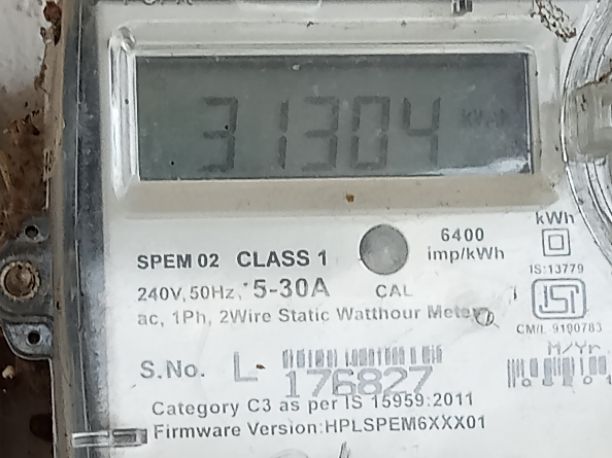 31304
kWh
6400
imp/kWh
SPEM 02 CLASS 1
IS:13779
240V, 50Hz, 5-30A
CAL
ac, 1Ph, 2Wire Static Watthour Meter
CM/L 9100783
M/Yr
S.No. L
176827
Category C3 as per IS 15959:2011
Firmware Version:HPLSPEM6XXX01